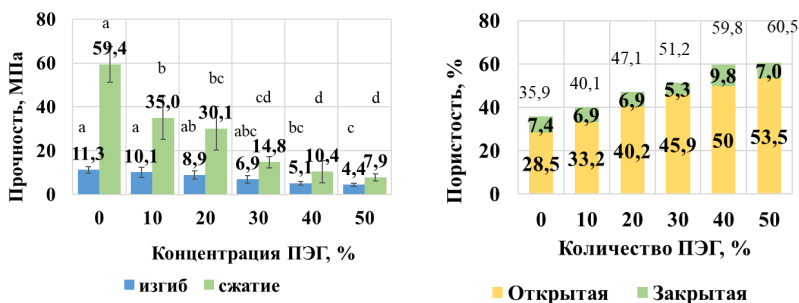 Прочность, МПа
80
60
40
20
0
a
59,4
b
35,0
bc
30,1
cd
14,8
d
10,4
d
7,9
a
11,3
a
10,1
ab
8,9
abc
6,9
bc
5,1
c
4,4
0 10 20 30 40 50
Концентрация ПЭГ, %
изгиб сжатие
Пористость, %
80
60
40
20
0
35,9
40,1
47,1
51,2
59,8
60,5
7,4
6,9
6,9
5,3
9,8
7,0
28,5
33,2
40,2
45,9
50
53,5
0 10 20 30 40 50
Количество ПЭГ, %
Открытая Закрытая